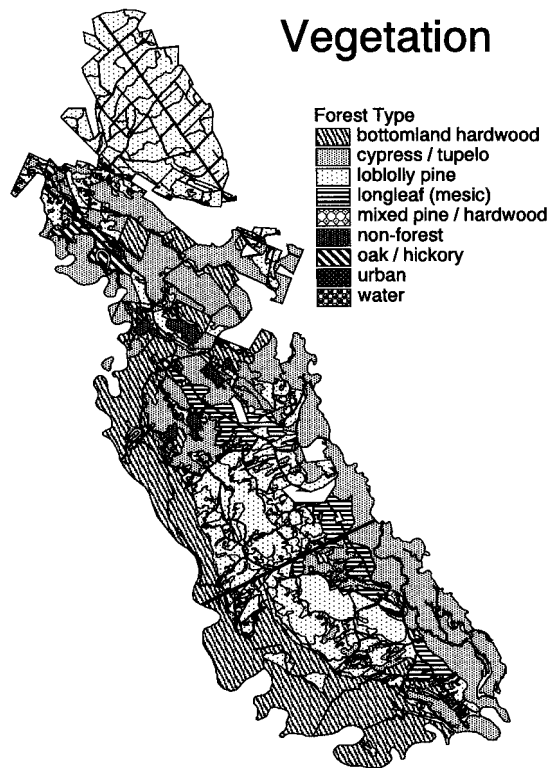 Vegetation
Forest Type
bottomland hardwood
cypress / tupelo
loblolly pine
longleaf (mesic)
mixed pine / hardwood
non-forest
oak / hickory
urban
water